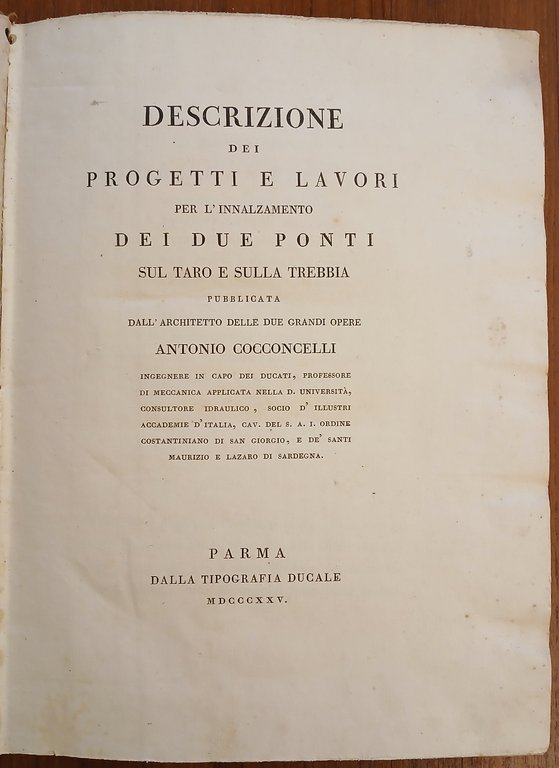 DESCRIZIONE
DEI
PROGETTI E LAVORI
PER L'INNALZAMENTO
DEI DUE PONTI
SUL TARO E SULLA TREBBIA
PUBBLICATA
DALL'ARCHITETTO DELLE DUE GRANDI OPERE
ANTONIO COCCONCELLI
INGEGNERE IN CAPO DEI DUCATI, PROFESSORE
DI MECCANICA APPLICATA NELLA D. UNIVERSITÀ,
CONSULTORE IDRAULICO, SOCIO D'ILLUSTRI
ACCADEMIE D'ITALIA, CAV. DEL S. A. I. ORDINE
COSTANTINIANO DI SAN GIORGIO, E DE' SANTI
MAURIZIO E LAZARO DI SARDEGNA.
PARMA
DALLA TIPOGRAFIA DUCALE
MDCCCXXV.